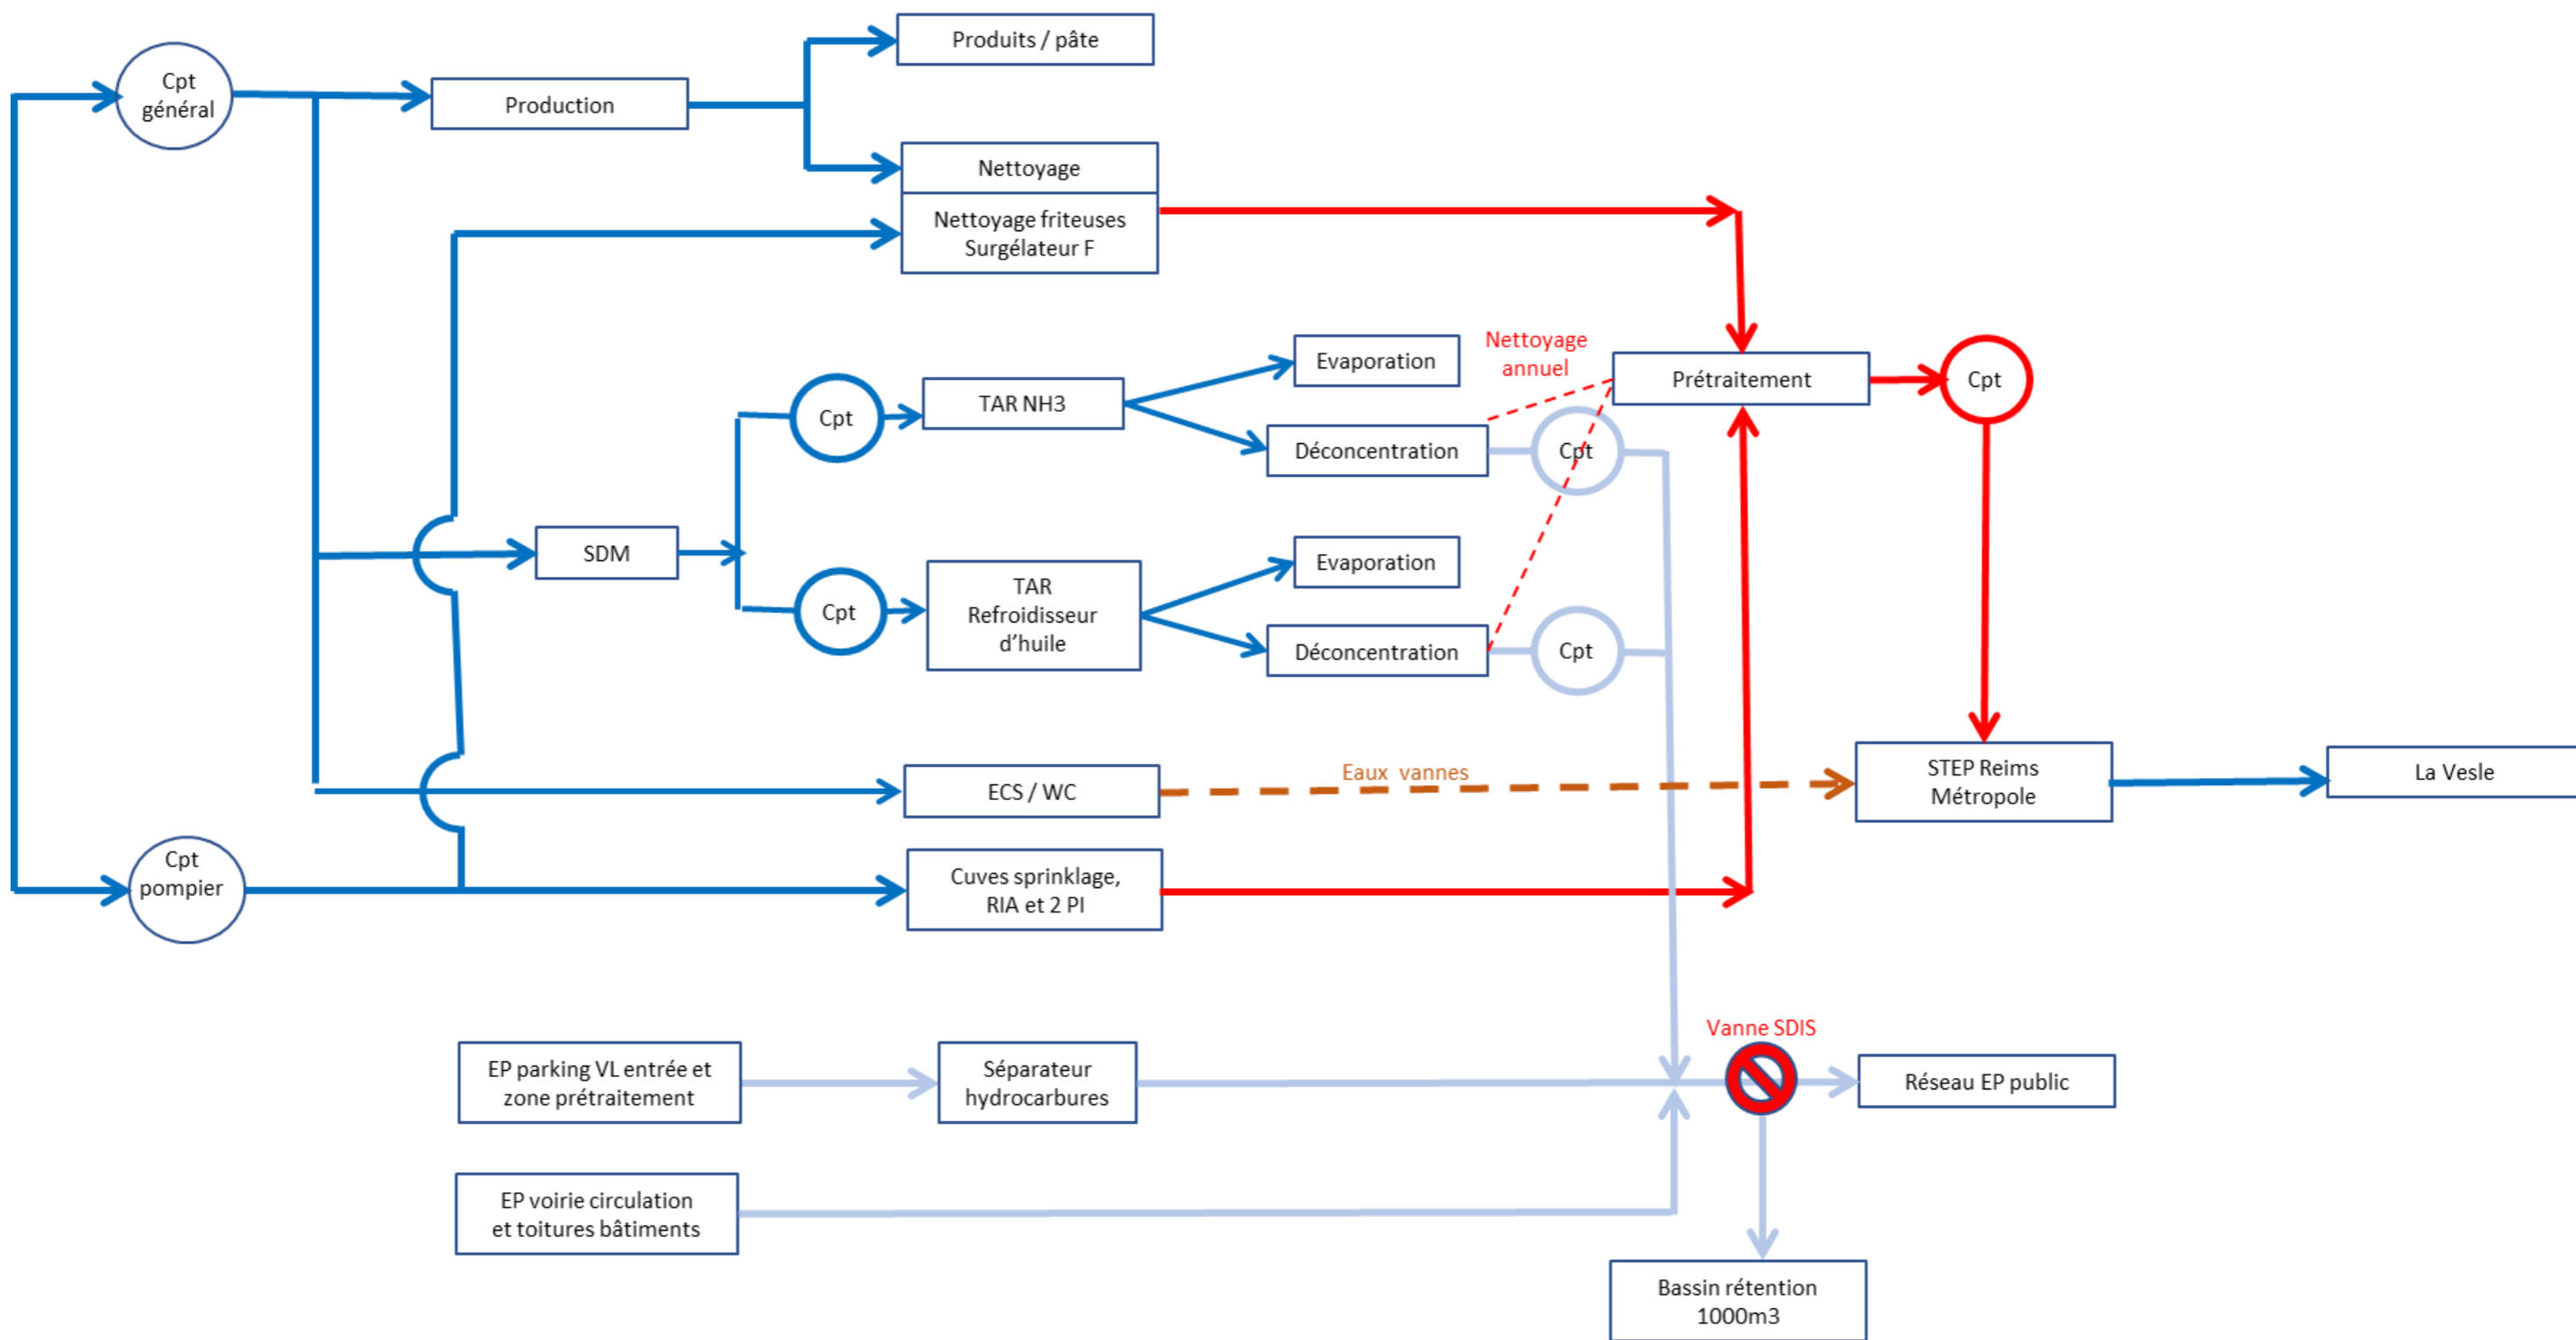 Produits / pâte
Cpt
général
Production
Nettoyage
Nettoyage friteuses
Surgélateur F
Nettoyage
annuel
Evaporation
Prétraitement
Cpt
Cpt
TAR NH3
Déconcentration
Cpt
SDM
Evaporation
Cpt
TAR
Refroidisseur
d’huile
Déconcentration
Cpt
ECS / WC
Eaux  vannes
STEP Reims
Métropole
La Vesle
Cpt
pompier
Cuves sprinklage,
RIA et 2 PI
Vanne SDIS
EP parking VL entrée et
zone prétraitement
Séparateur
hydrocarbures
Réseau EP public
EP voirie circulation
et toitures bâtiments
Bassin rétention
1000m3